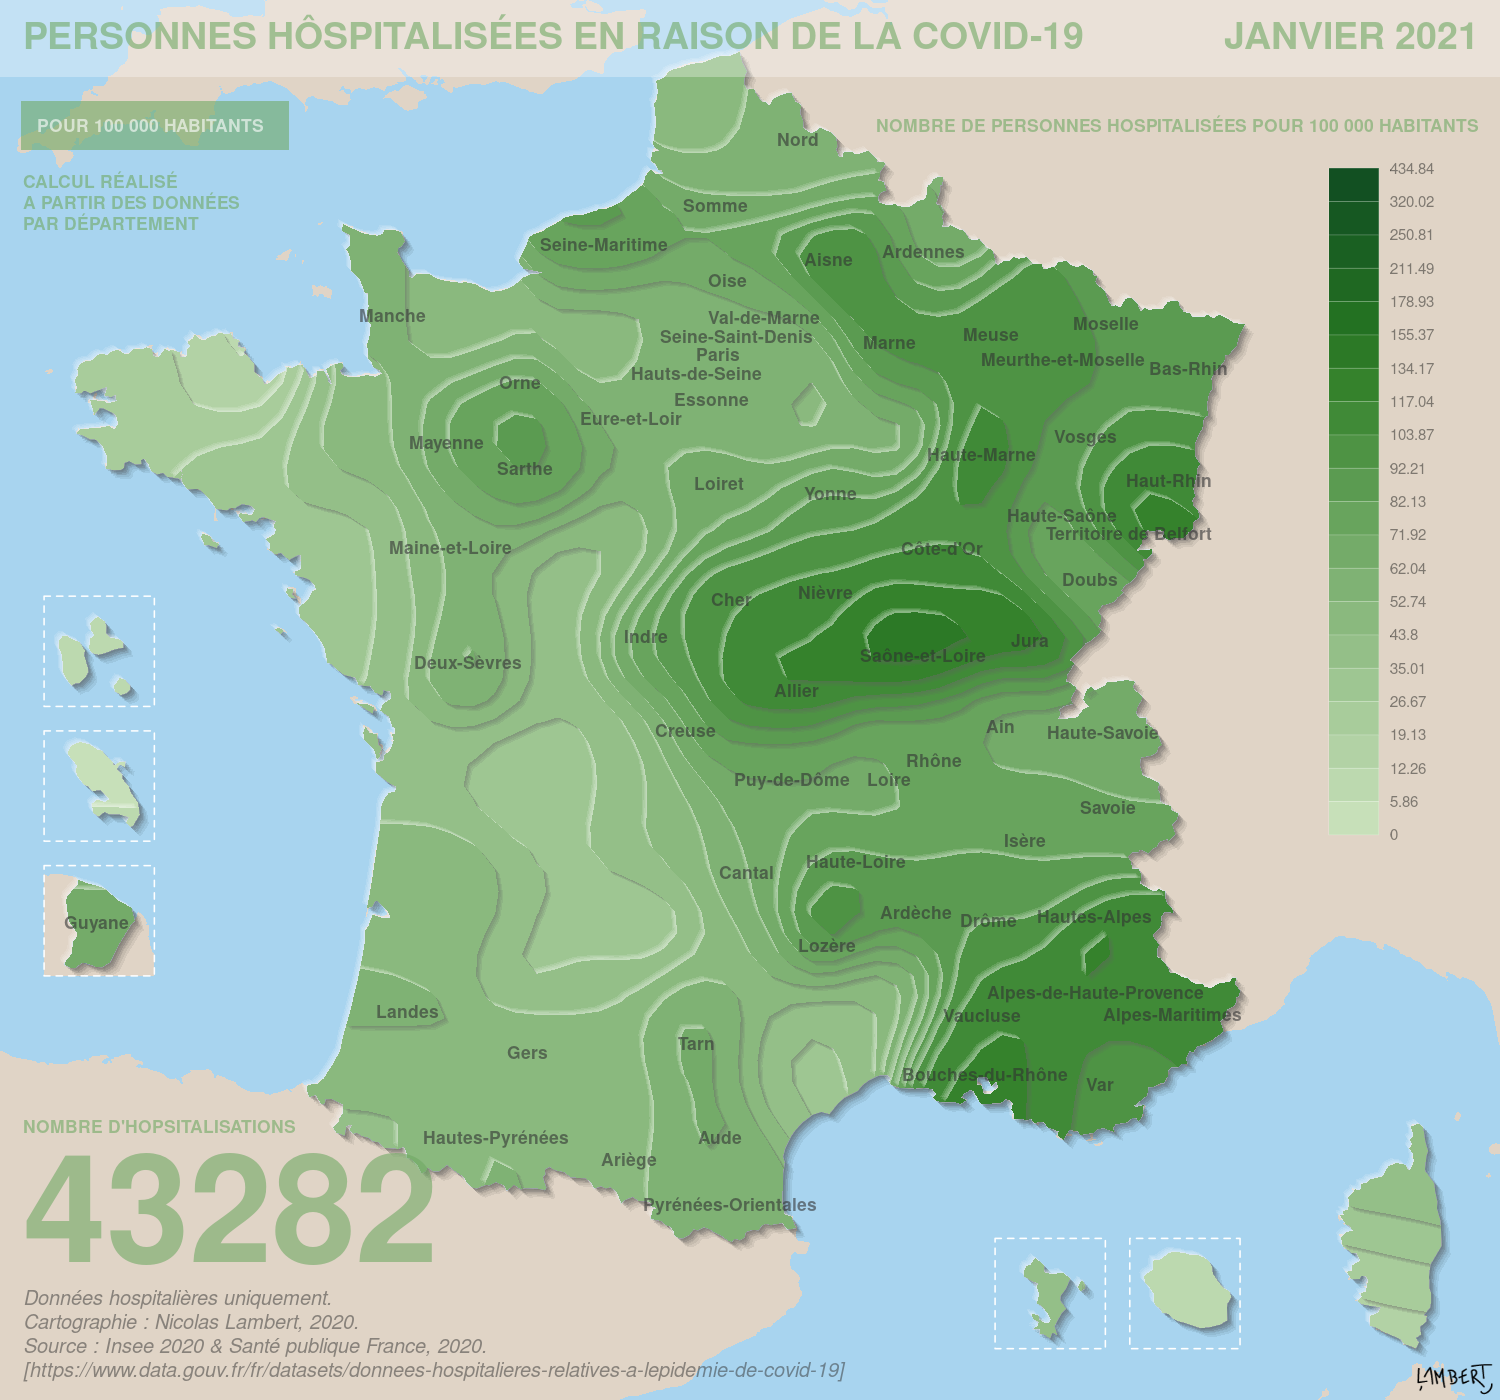 PERSONNES HÔSPITALISÉES EN RAISON DE LA COVID-19
JANVIER 2021
POUR 100 000 HABITANTS
NOMBRE DE PERSONNES HOSPITALISÉES POUR 100 000 HABITANTS
CALCUL RÉALISÉ
A PARTIR DES DONNÉES
PAR DÉPARTEMENT
434.84
320.02
250.81
211.49
178.93
155.37
134.17
117.04
103.87
92.21
82.13
71.92
62.04
52.74
43.8
35.01
26.67
19.13
12.26
5.86
0
Nord
Somme
Seine-Maritime
Aisne
Ardennes
Oise
Manche
Val-de-Marne
Seine-Saint-Denis
Paris
Hauts-de-Seine
Essonne
Marne
Meuse
Moselle
Meurthe-et-Moselle
Bas-Rhin
Orne
Eure-et-Loir
Mayenne
Sarthe
Vosges
Haute-Marne
Haut-Rhin
Loiret
Yonne
Haute-Saône
Territoire de Belfort
Maine-et-Loire
Côte-d'Or
Doubs
Cher
Nièvre
Indre
Jura
Saône-et-Loire
Deux-Sèvres
Allier
Creuse
Ain
Haute-Savoie
Rhône
Puy-de-Dôme
Loire
Savoie
Isère
Haute-Loire
Cantal
Ardèche
Drôme
Hautes-Alpes
Guyane
Lozère
Alpes-de-Haute-Provence
Vaucluse
Alpes-Maritimes
Landes
Tarn
Gers
Bouches-du-Rhône
Var
Hautes-Pyrénées
Aude
Ariège
Pyrénées-Orientales
NOMBRE D'HOPSITALISATIONS
43282
Données hospitalières uniquement.
Cartographie : Nicolas Lambert, 2020.
Source : Insee 2020 & Santé publique France, 2020.
[https://www.data.gouv.fr/fr/datasets/donnees-hospitalieres-relatives-a-lepidemie-de-covid-19]
LAMBERT